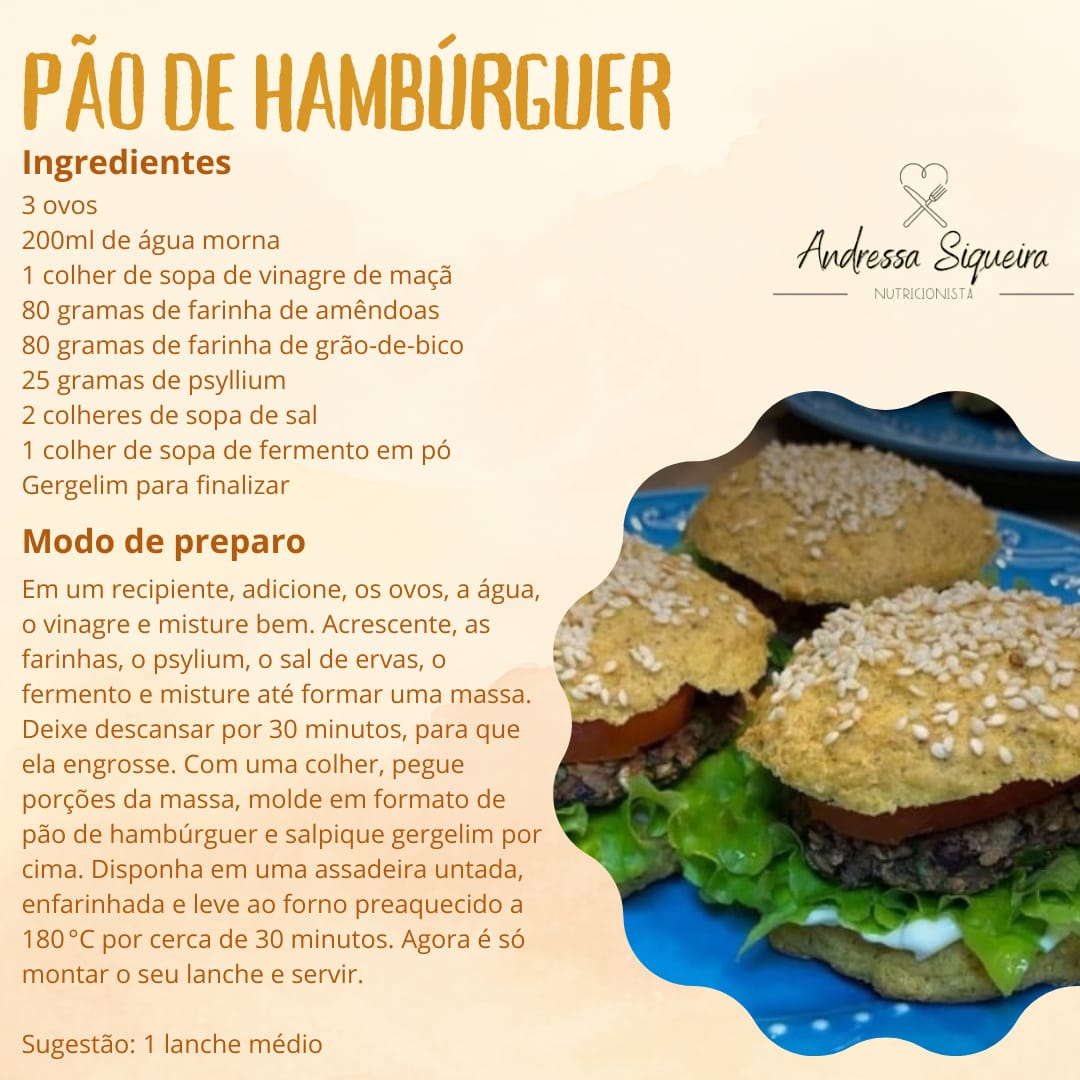 PÃO DE HAMBÚRGUER
Ingredientes
3 ovos
200ml de água morna
1 colher de sopa de vinagre de maçã
80 gramas de farinha de amêndoas
80 gramas de farinha de grão-de-bico
25 gramas de psyllium
2 colheres de sopa de sal
1 colher de sopa de fermento em pó
Gergelim para finalizar
Andressa Siqueira
NUTRICIONISTA
Modo de preparo
Em um recipiente, adicione, os ovos, a água,
o vinagre e misture bem. Acrescente, as
farinhas, o psylium, o sal de ervas, o
fermento e misture até formar uma massa.
Deixe descansar por 30 minutos, para que
ela engrosse. Com uma colher, pegue
porções da massa, molde em formato de
pão de hambúrguer e salpique gergelim por
cima. Disponha em uma assadeira untada,
enfarinhada e leve ao forno preaquecido a
180 °C por cerca de 30 minutos. Agora é só
montar o seu lanche e servir.
Sugestão: 1 lanche médio